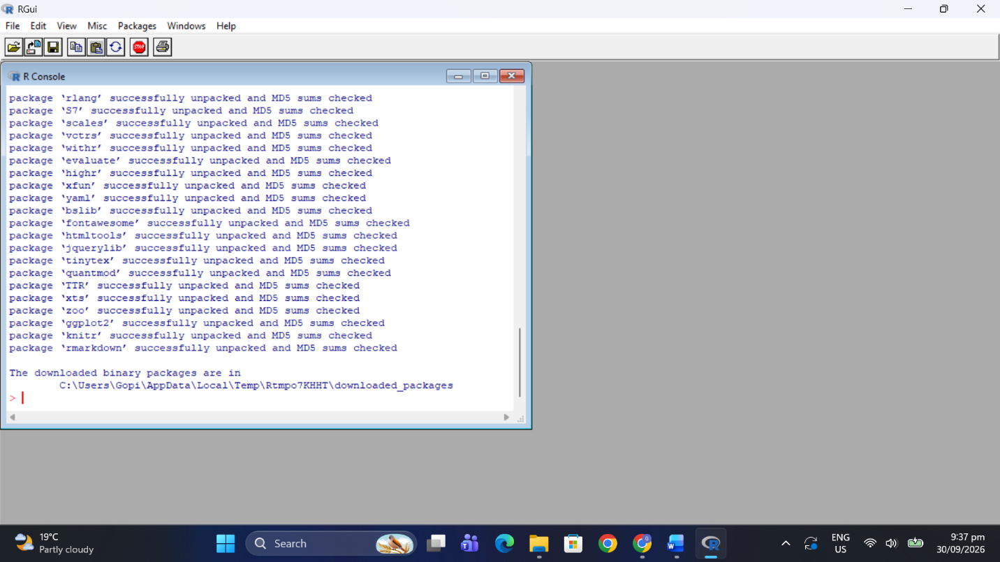 RGui
File Edit View Misc Packages Windows Help
STOP
R Console
package ‘rlang’ successfully unpacked and MD5 sums checked
package ‘S7’ successfully unpacked and MD5 sums checked
package ‘scales’ successfully unpacked and MD5 sums checked
package ‘vctrs’ successfully unpacked and MD5 sums checked
package ‘withr’ successfully unpacked and MD5 sums checked
package ‘evaluate’ successfully unpacked and MD5 sums checked
package ‘highr’ successfully unpacked and MD5 sums checked
package ‘xfun’ successfully unpacked and MD5 sums checked
package ‘yaml’ successfully unpacked and MD5 sums checked
package ‘bslib’ successfully unpacked and MD5 sums checked
package ‘fontawesome’ successfully unpacked and MD5 sums checked
package ‘htmltools’ successfully unpacked and MD5 sums checked
package ‘jquerylib’ successfully unpacked and MD5 sums checked
package ‘tinytex’ successfully unpacked and MD5 sums checked
package ‘quantmod’ successfully unpacked and MD5 sums checked
package ‘TTR’ successfully unpacked and MD5 sums checked
package ‘xts’ successfully unpacked and MD5 sums checked
package ‘zoo’ successfully unpacked and MD5 sums checked
package ‘ggplot2’ successfully unpacked and MD5 sums checked
package ‘knitr’ successfully unpacked and MD5 sums checked
package ‘rmarkdown’ successfully unpacked and MD5 sums checked
The downloaded binary packages are in
C:\Users\Gopi\AppData\Local\Temp\Rtmpo7KHHT\downloaded_packages
>
19°C
Partly cloudy
Search
ENG
US
9:37 pm
30/09/2026